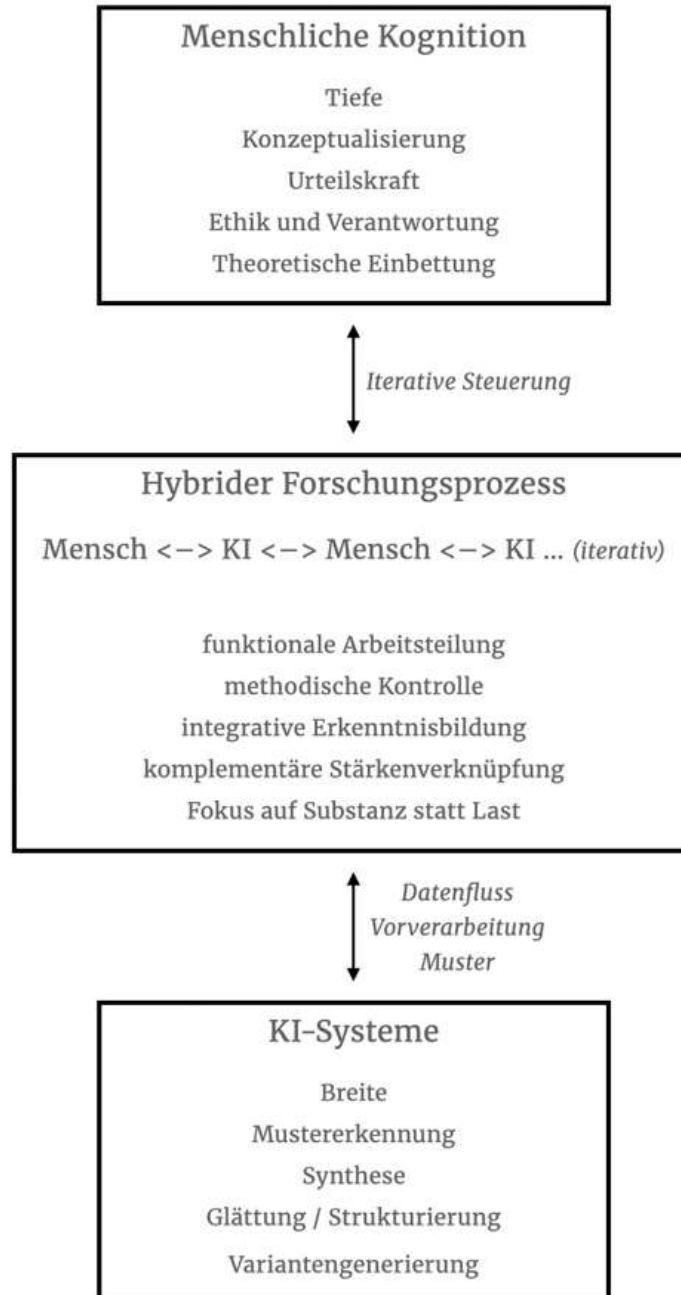 Menschliche Kognition
Tiefe
Konzeptualisierung
Urteilskraft
Ethik und Verantwortung
Theoretische Einbettung
Iterative Steuerung
Hybrider Forschungsprozess
Mensch <–> KI <–> Mensch <–> KI ... (iterativ)
funktionale Arbeitsteilung
methodische Kontrolle
integrative Erkenntnisbildung
komplementäre Stärkenverknüpfung
Fokus auf Substanz statt Last
Datenfluss
Vorverarbeitung
Muster
KI-Systeme
Breite
Mustererkennung
Synthese
Glättung / Strukturierung
Variantengenerierung